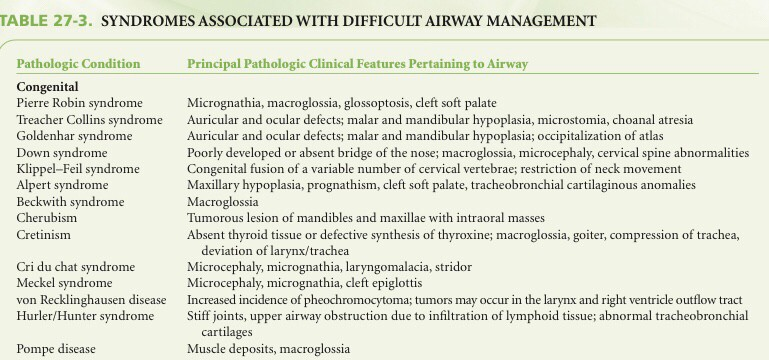 TABLE 27-3. SYNDROMES ASSOCIATED WITH DIFFICULT AIRWAY MANAGEMENT
Pathologic Condition Principal Pathologic Clinical Features Pertaining to Airway
Congenital
Pierre Robin syndrome Micrognathia, macroglossia, glossoptosis, cleft soft palate
Treacher Collins syndrome Auricular and ocular defects; malar and mandibular hypoplasia, microstomia, choanal atresia
Goldenhar syndrome Auricular and ocular defects; malar and mandibular hypoplasia; occipitalization of atlas
Down syndrome Poorly developed or absent bridge of the nose; macroglossia, microcephaly, cervical spine abnormalities
Klippel–Feil syndrome Congenital fusion of a variable number of cervical vertebrae; restriction of neck movement
Alpert syndrome Maxillary hypoplasia, prognathism, cleft soft palate, tracheobronchial cartilaginous anomalies
Beckwith syndrome Macroglossia
Cherubism Tumorous lesion of mandibles and maxillae with intraoral masses
Cretinism Absent thyroid tissue or defective synthesis of thyroxine; macroglossia, goiter, compression of trachea,
deviation of larynx/trachea
Cri du chat syndrome Microcephaly, micrognathia, laryngomalacia, stridor
Meckel syndrome Microcephaly, micrognathia, cleft epiglottis
von Recklinghausen disease Increased incidence of pheochromocytoma; tumors may occur in the larynx and right ventricle outflow tract
Hurler/Hunter syndrome Stiff joints, upper airway obstruction due to infiltration of lymphoid tissue; abnormal tracheobronchial
cartilages
Pompe disease Muscle deposits, macroglossia